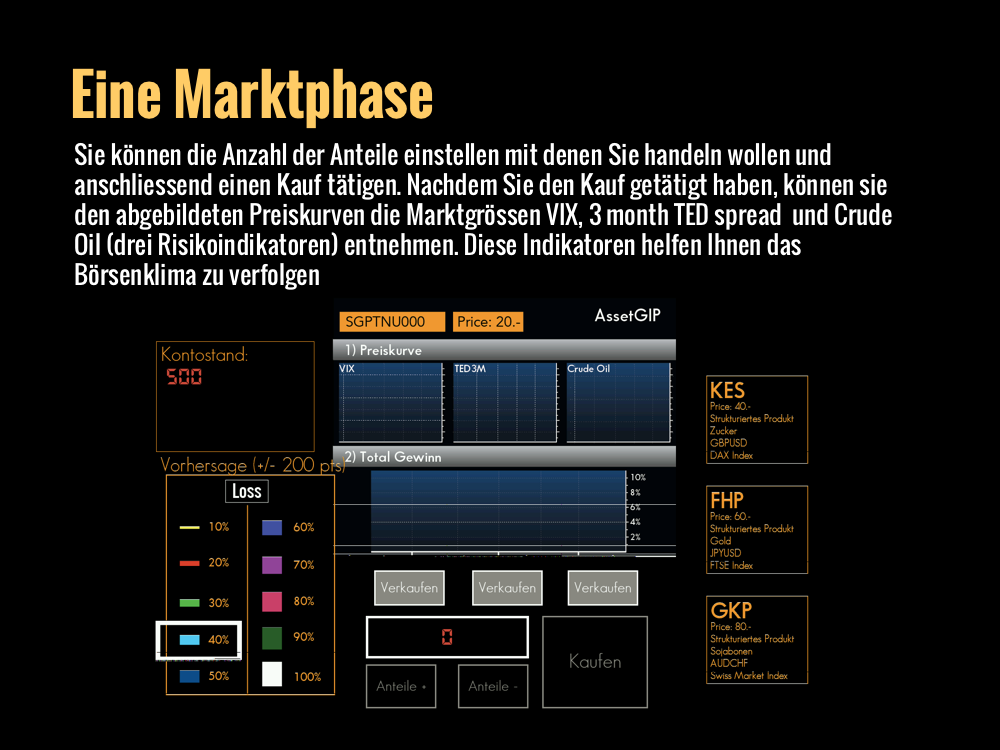 Eine Marktphase
Sie können die Anzahl der Anteile einstellen mit denen Sie handeln wollen und
anschliessend einen Kauf tätigen. Nachdem Sie den Kauf getätigt haben, können sie
den abgebildeten Preiskurven die Marktgrössen VIX, 3 month TED spread und Crude
Oil (drei Risikoindikatoren) entnehmen. Diese Indikatoren helfen Ihnen das
Börsenklima zu verfolgen
SGPTNU000
Price: 20.-
AssetGIP
1) Preiskurve
VIX
TED3M
Crude Oil
2) Total Gewinn
10%
8%
6%
4%
2%
Kontostand:
500
Vorhersage (+/- 200 pts)
Loss
10%
20%
30%
40%
50%
60%
70%
80%
90%
100%
Verkaufen
Verkaufen
Verkaufen
0
Anteile +
Anteile -
Kaufen
KES
Price: 40.-
Strukturiertes Produkt
Zucker
GBPUSD
DAX Index
FHP
Price: 60.-
Strukturiertes Produkt
Gold
JPYUSD
FTSE Index
GKP
Price: 80.-
Strukturiertes Produkt
Sojabonen
AUDCHF
Swiss Market Index